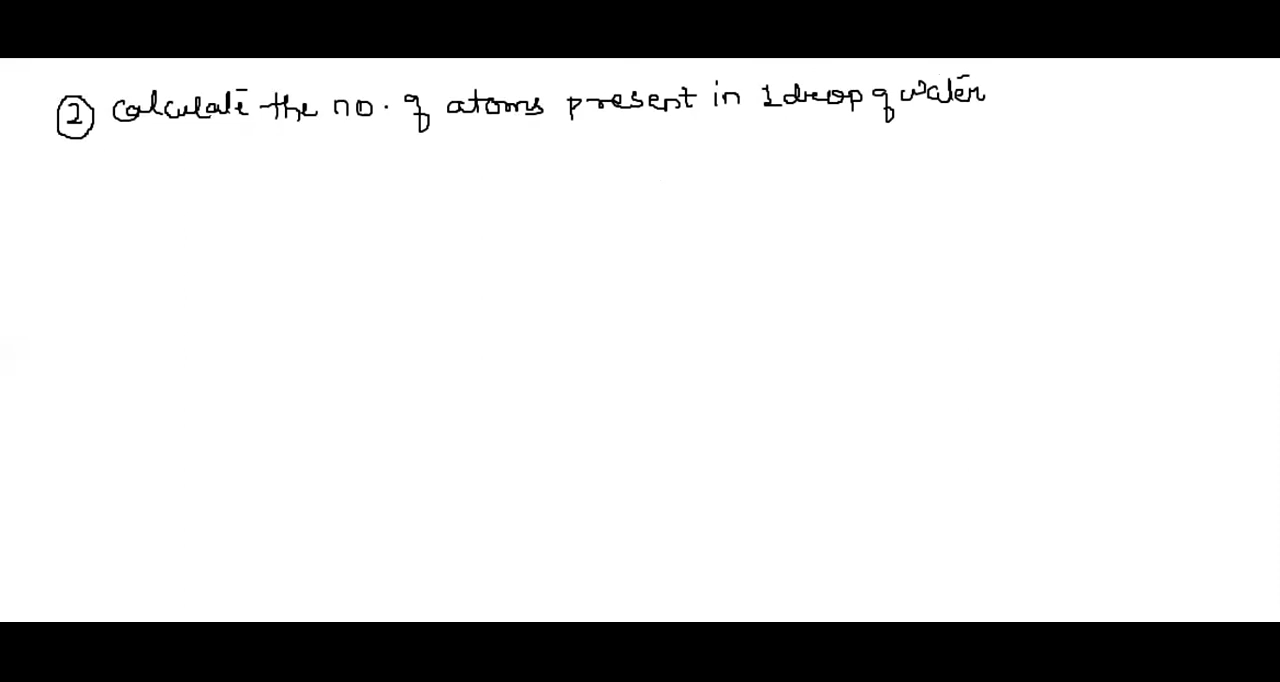 ② Calculate the no. of atoms present in 1 drop of water